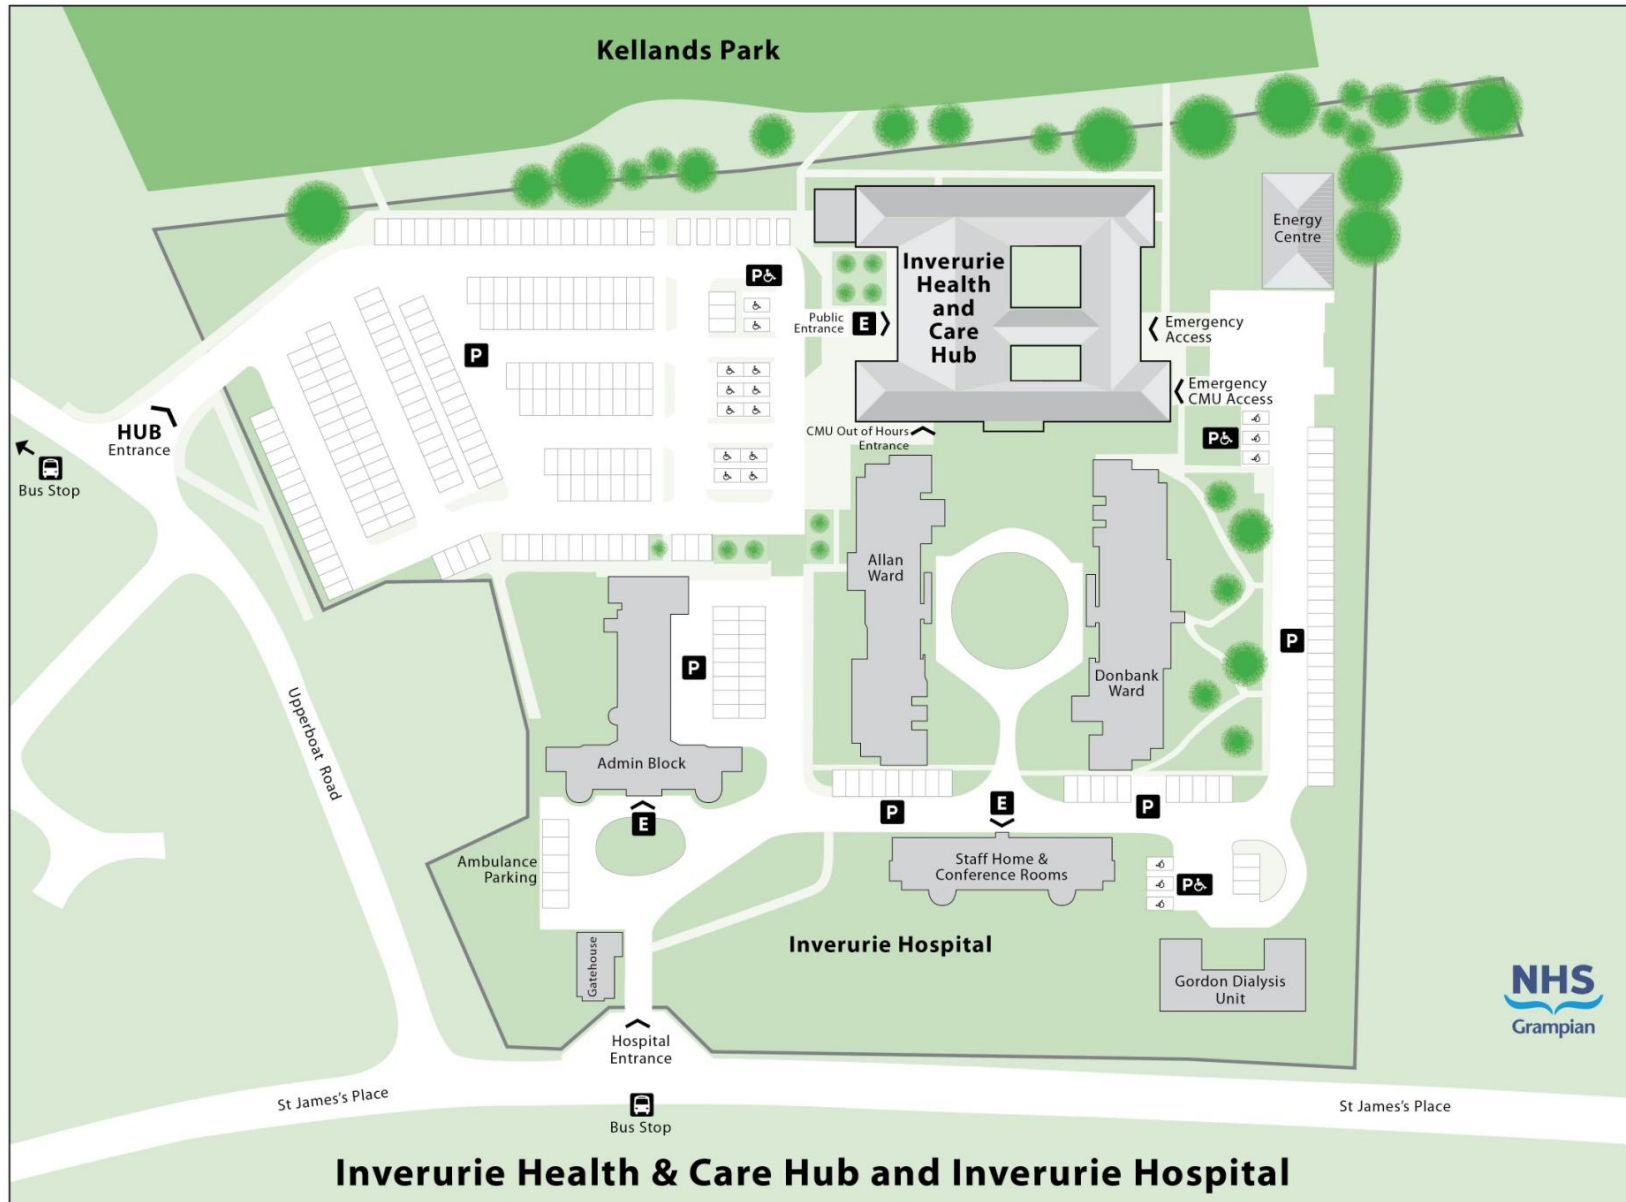 Kellands Park
Energy
Centre
Inverurie
Health
and
Care
Hub
P
Public
Entrance
E
Emergency
Access
P
Emergency
CMU Access
HUB
Entrance
CMU Out of Hours
Entrance
P
Bus Stop
Allan
Ward
P
P
Donbank
Ward
Upperboat Road
Admin Block
E
P
E
P
Ambulance
Parking
Staff Home &
Conference Rooms
P
Inverurie Hospital
Gatehouse
Gordon Dialysis
Unit
NHS
Grampian
Hospital
Entrance
St James's Place
Bus Stop
St James's Place
Inverurie Health & Care Hub and Inverurie Hospital